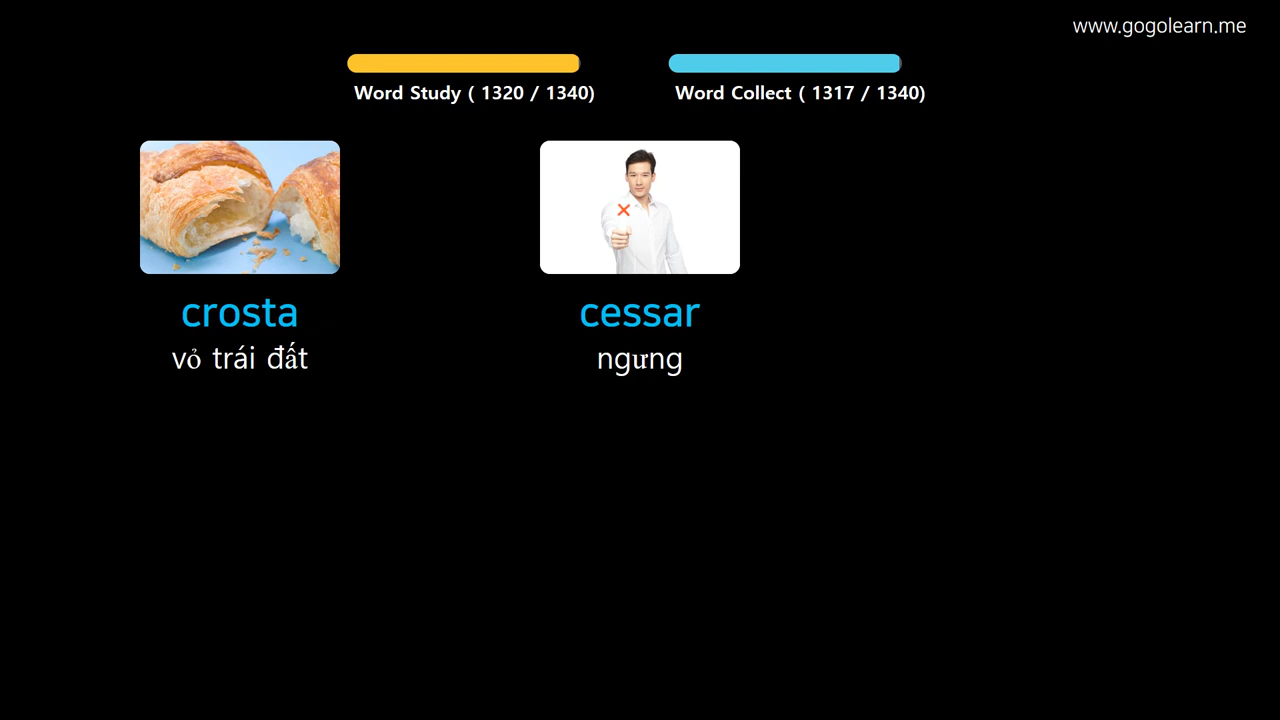 www.gogolearn.me
Word Study ( 1320 / 1340)
Word Collect ( 1317 / 1340)
crosta
vỏ trái đất
cessar
ngưng